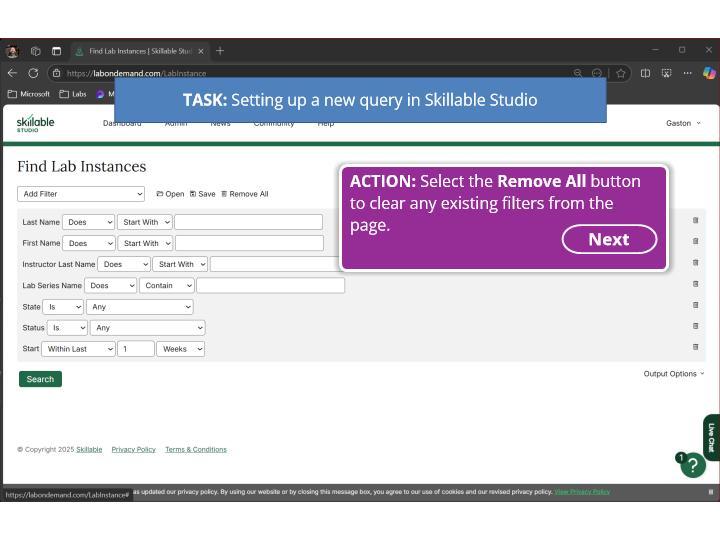 Find Lab Instances | Skillable Stud
https://labondemand.com/LabInstance
Microsoft Labs M
TASK: Setting up a new query in Skillable Studio
skillable
STUDIO
Dashboard Admin News Community Help
Gaston
Find Lab Instances
Add Filter Open Save Remove All
ACTION: Select the Remove All button
to clear any existing filters from the
page.
Next
Last Name Does Start With
First Name Does Start With
Instructor Last Name Does Start With
Lab Series Name Does Contain
State Is Any
Status Is Any
Start Within Last 1 Weeks
Search
Output Options
© Copyright 2025 Skillable Privacy Policy Terms & Conditions
Live Chat
1
?
https://labondemand.com/LabInstance#
as updated our privacy policy. By using our website or by closing this message box, you agree to our use of cookies and our revised privacy policy. View Privacy Policy